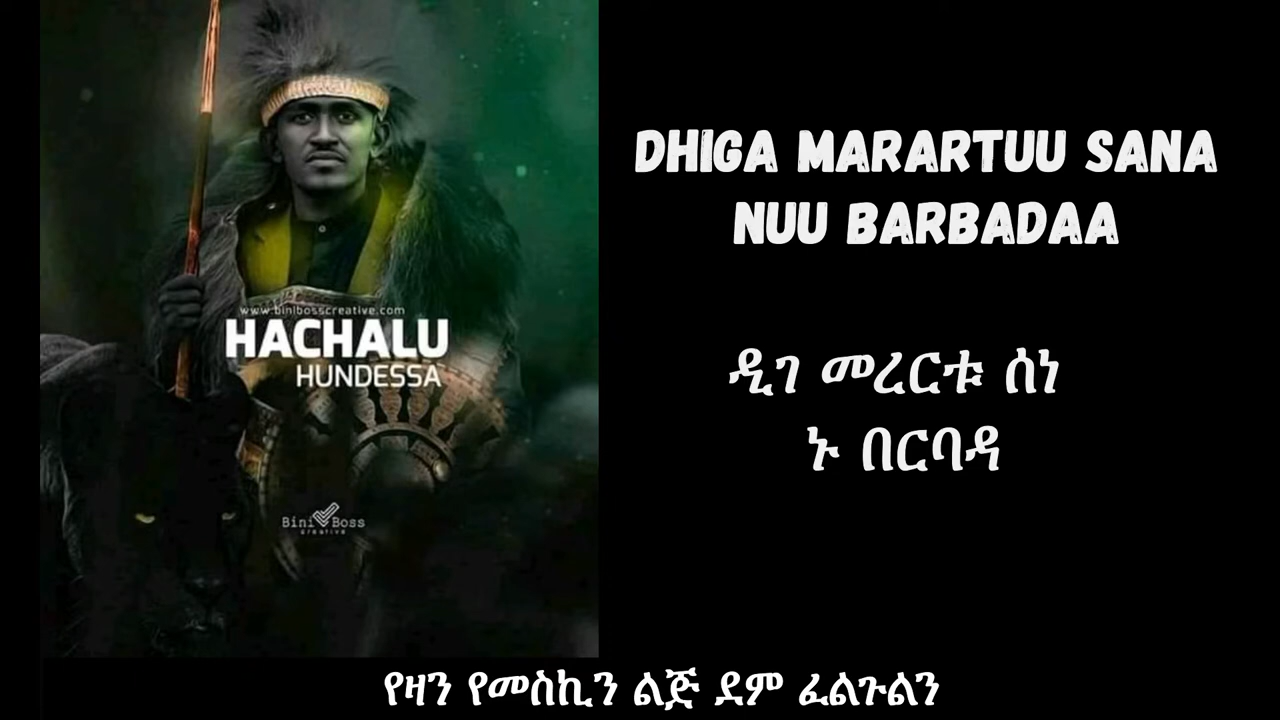 www.binibosscreative.com
HACHALU
HUNDESSA
Bini Boss
creative
DHIGA MARARTUU SANA
NUU BARBADAA
ዲገ መረርቱ ሰነ
ኑ በርባዳ
የዛን የመስኪን ልጅ ደም ፈልጉልን